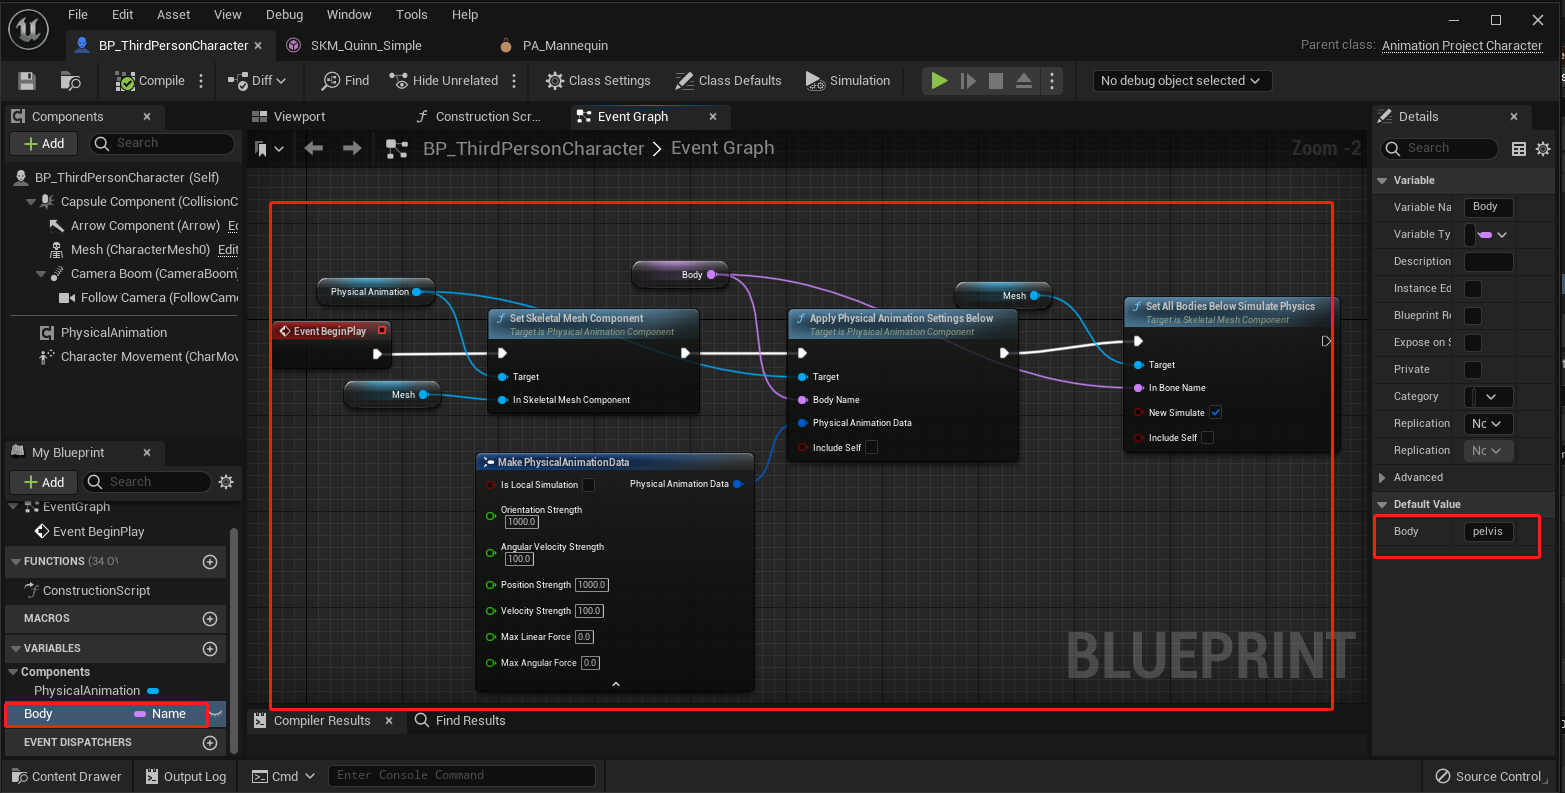 File Edit Asset View Debug Window Tools Help
BP_ThirdPersonCharacter SKM_Quinn_Simple PA_Mannequin
Parent class: Animation Project Character
Compile Diff Find Hide Unrelated Class Settings Class Defaults Simulation No debug object selected
Components
Add Search
BP_ThirdPersonCharacter (Self)
Capsule Component (CollisionC
Arrow Component (Arrow) Ec
Mesh (CharacterMesh0) Edit
Camera Boom (CameraBoom)
Follow Camera (FollowCame
PhysicalAnimation
Character Movement (CharMov
My Blueprint
Add Search
EventGraph
Event BeginPlay
FUNCTIONS (34 OV
ConstructionScript
MACROS
VARIABLES
Components
PhysicalAnimation
Body Name
EVENT DISPATCHERS
Viewport Construction Scr... Event Graph
BP_ThirdPersonCharacter > Event Graph
Zoom -2
Physical Animation
Event BeginPlay
Mesh
Set Skeletal Mesh Component
Target is Physical Animation Component
Target
In Skeletal Mesh Component
Body
Apply Physical Animation Settings Below
Target is Physical Animation Component
Target
Body Name
Physical Animation Data
Include Self
Mesh
Set All Bodies Below Simulate Physics
Target is Skeletal Mesh Component
Target
In Bone Name
New Simulate
Include Self
Make PhysicalAnimationData
Is Local Simulation Physical Animation Data
Orientation Strength
1000.0
Angular Velocity Strength
100.0
Position Strength 1000.0
Velocity Strength 100.0
Max Linear Force 0.0
Max Angular Force 0.0
BLUEPRINT
Compiler Results Find Results
Details
Search
Variable
Variable Na Body
Variable Ty
Description
Instance Ed
Blueprint Re
Expose on S
Private
Category
Replication Nc
Replication Nc
Advanced
Default Value
Body pelvis
Content Drawer Output Log Cmd Enter Console Command Source Control